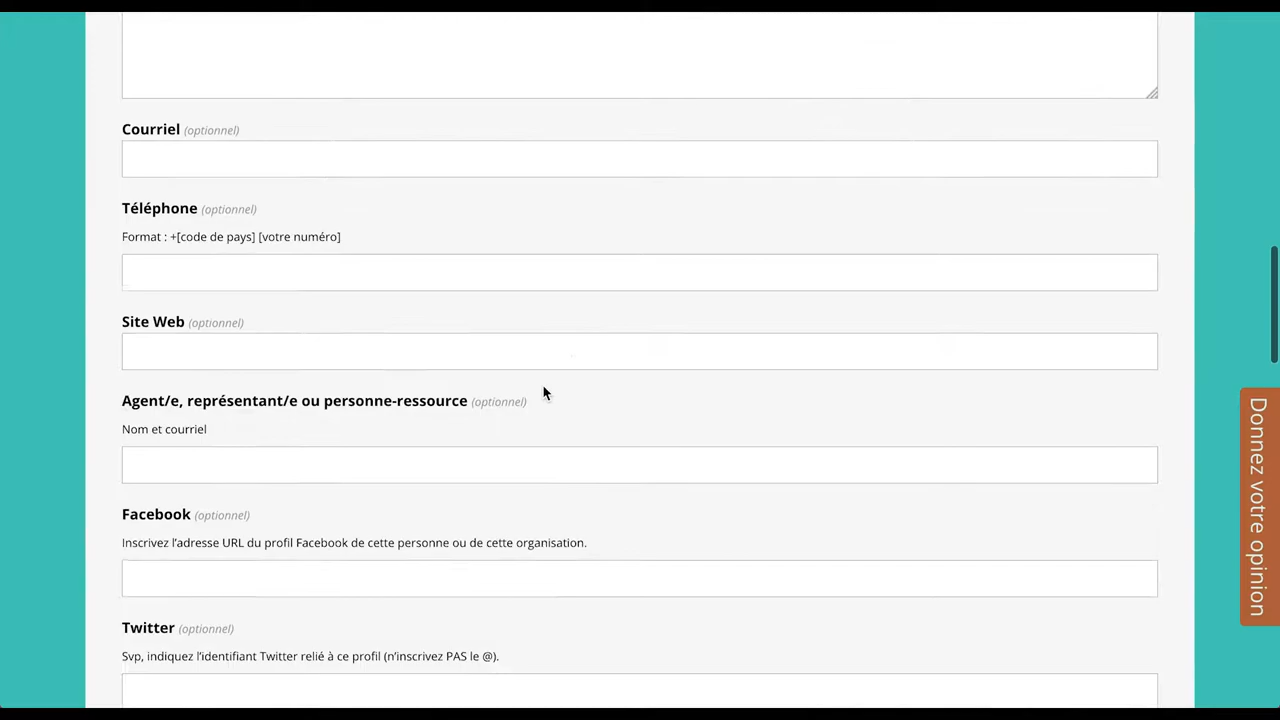 Courriel (optionnel)
Téléphone (optionnel)
Format : +[code de pays] [votre numéro]
Site Web (optionnel)
Agent/e, représentant/e ou personne-ressource (optionnel)
Nom et courriel
Facebook (optionnel)
Inscrivez l’adresse URL du profil Facebook de cette personne ou de cette organisation.
Twitter (optionnel)
Svp, indiquez l’identifiant Twitter relié à ce profil (n’inscrivez PAS le @).
Donnez votre opinion